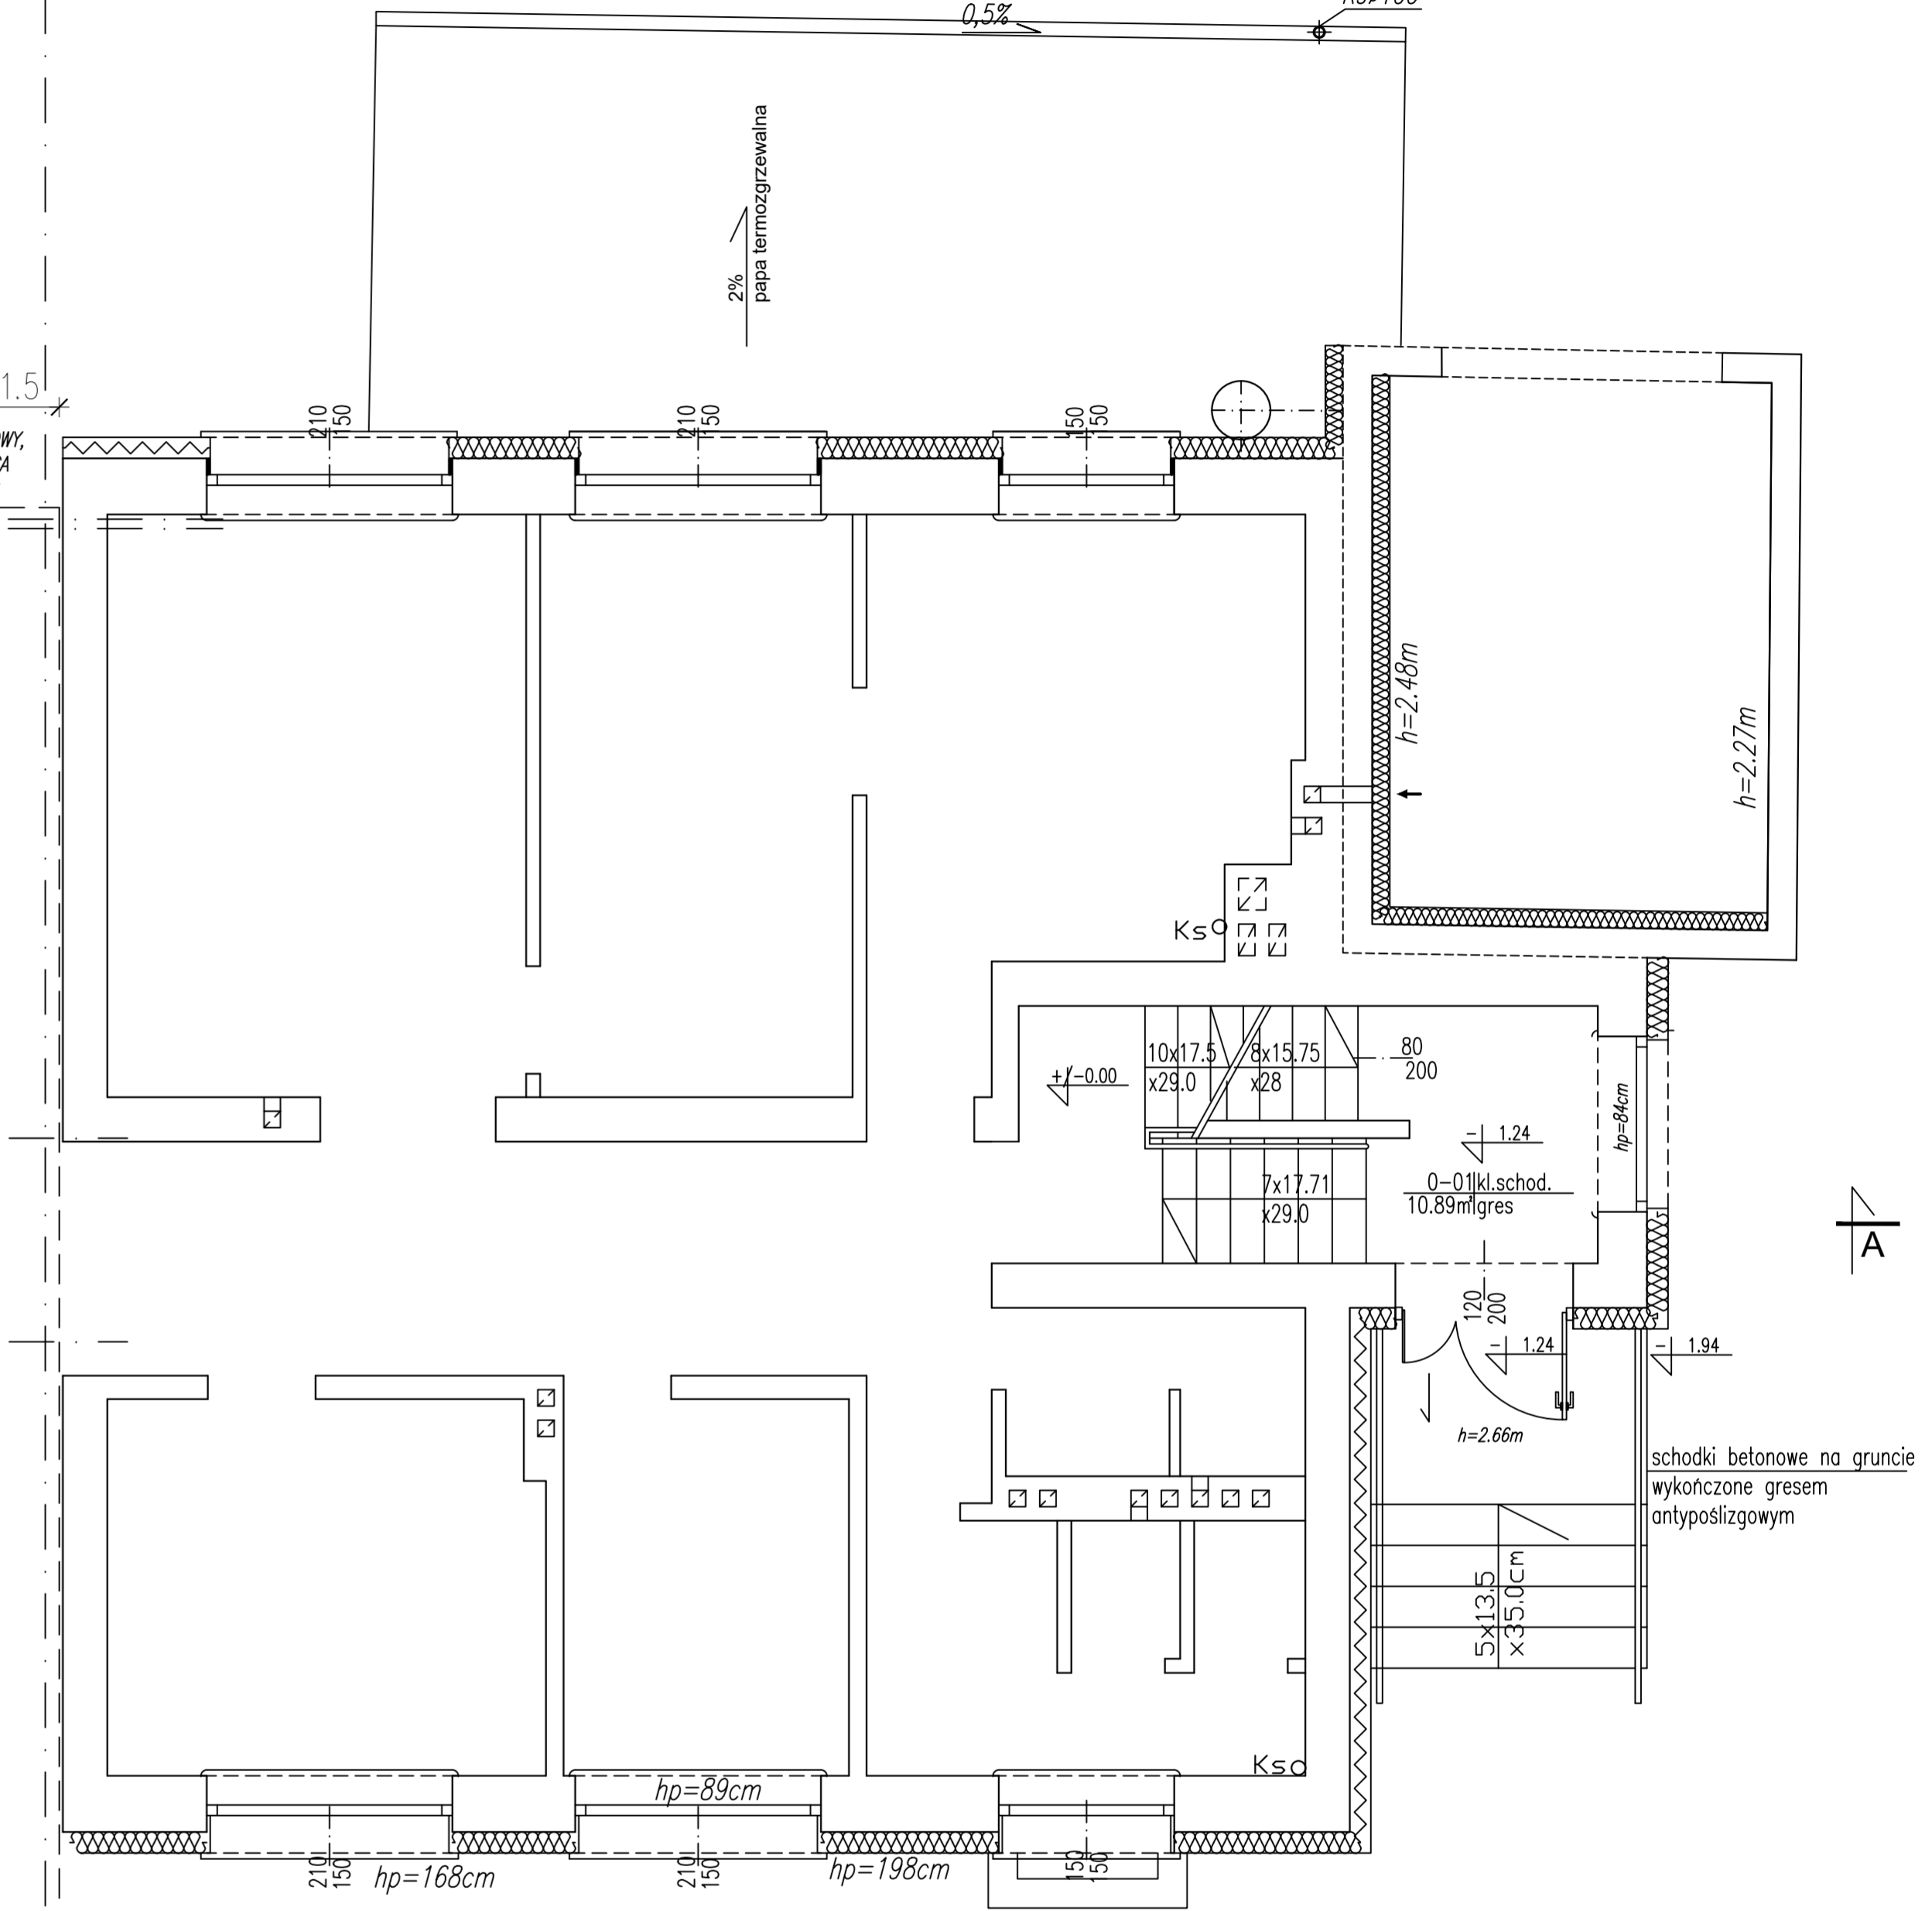 0,5%
2%
papa termozgrzewalna
1.5
210
150
210
150
150
150
h=2.48m
h=2.27m
Ks
10x17.5
x29.0
8x15.75
x28
80
200
+/-0.00
hp=84cm
- 1.24
7x17.71
x29.0
0-01 kl.schod.
10.89m² gres
A
120
200
- 1.24
- 1.94
h=2.66m
schodki betonowe na gruncie
wykończone gresem
antypoślizgowym
5x13.5
x35.0cm
Ks
hp=89cm
210
150
hp=168cm
210
150
hp=198cm
150
150